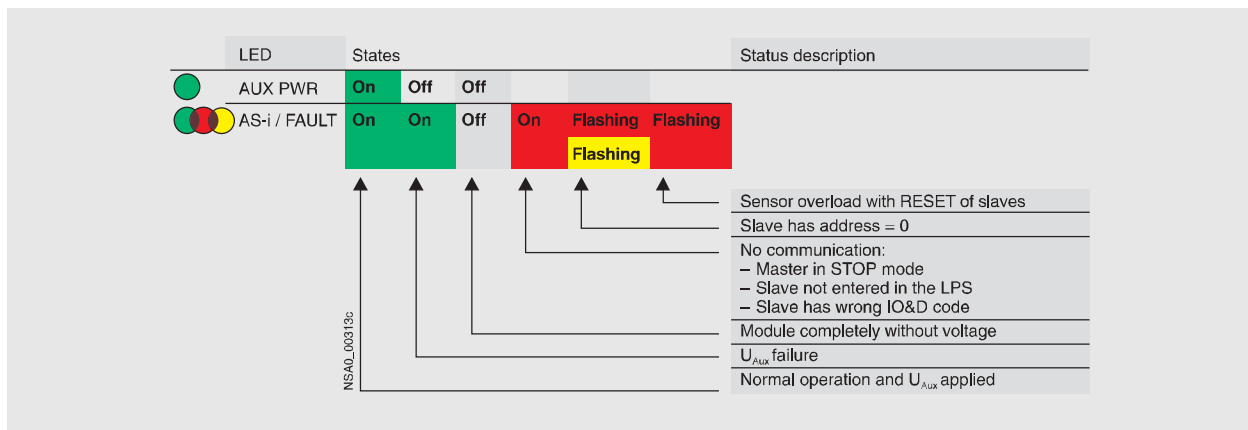 LED States Status description
AUX PWR On Off Off
AS-i / FAULT On On Off On Flashing Flashing
Flashing
Sensor overload with RESET of slaves
Slave has address = 0
No communication:
– Master in STOP mode
– Slave not entered in the LPS
– Slave has wrong IO&D code
Module completely without voltage
UAux failure
Normal operation and UAux applied
NSA0_00313c